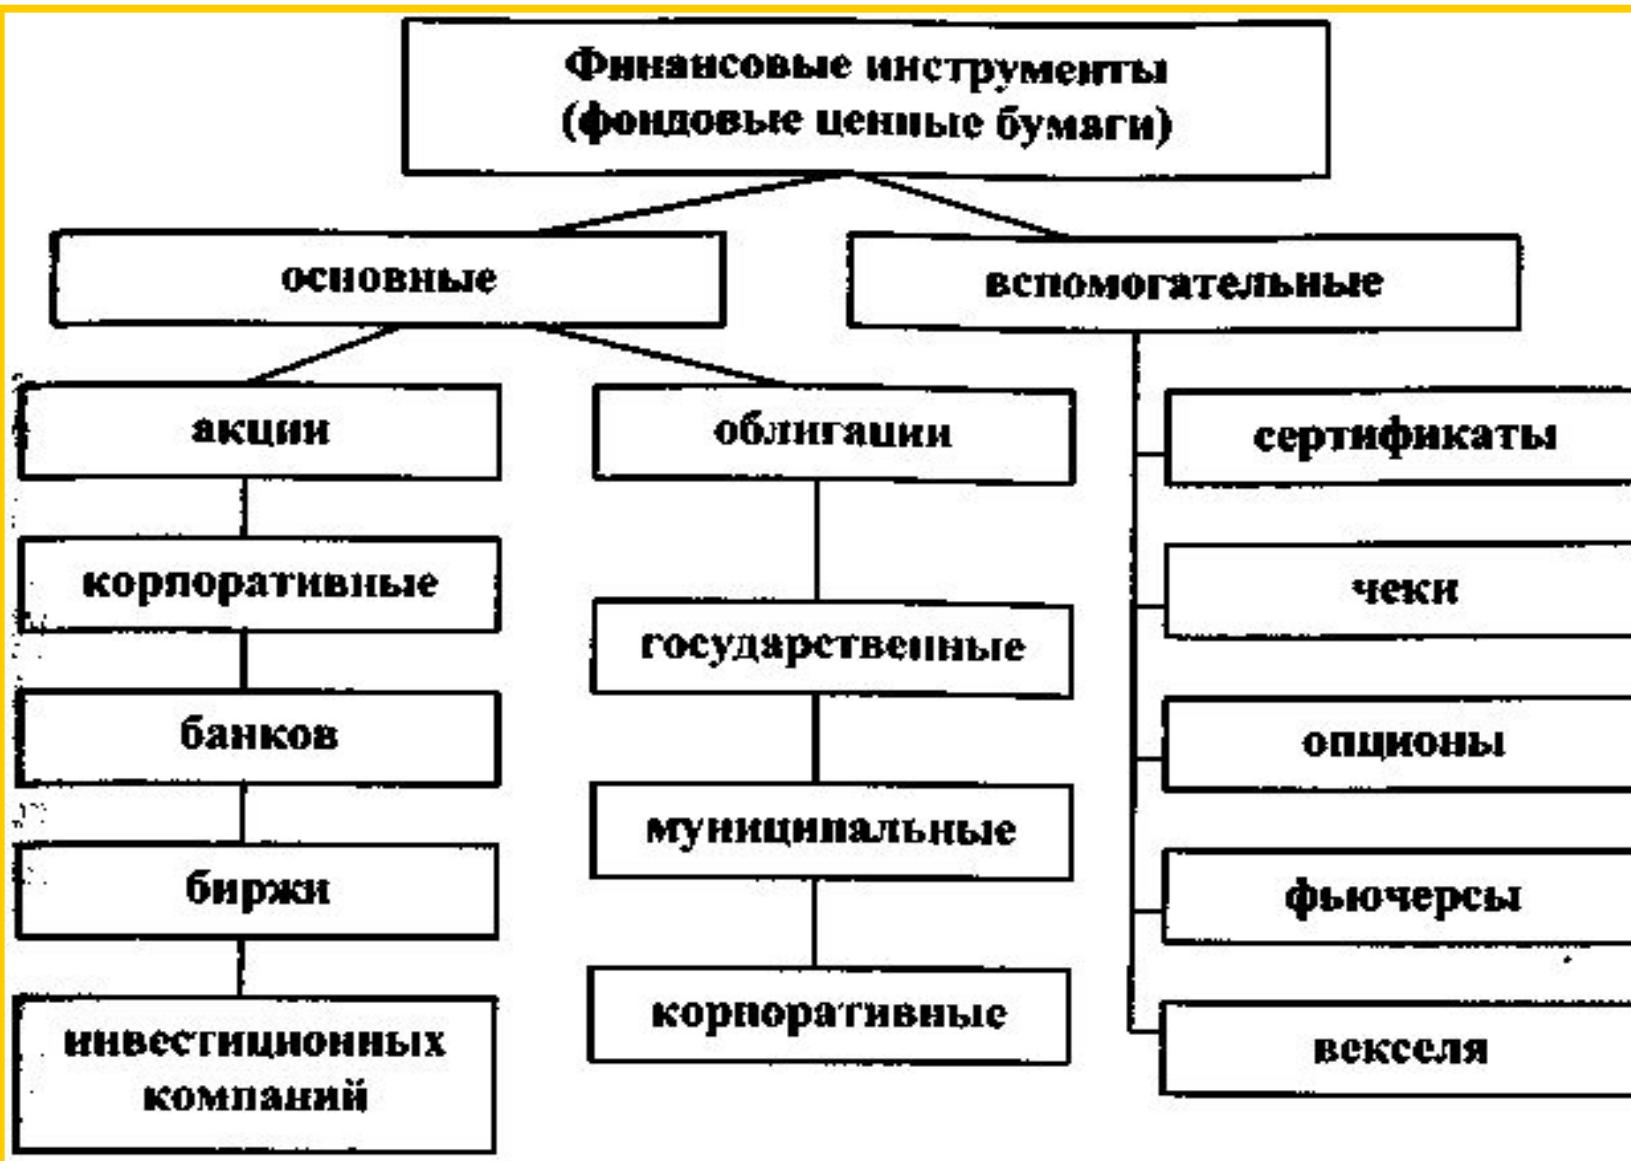 Финансовые инструменты
(фондовые ценные бумаги)
основные
вспомогательные
акции
облигации
сертификаты
корпоративные
чеки
государственные
банков
опционы
муниципальные
биржи
фьючерсы
корпоративные
инвестиционных
компаний
векселя